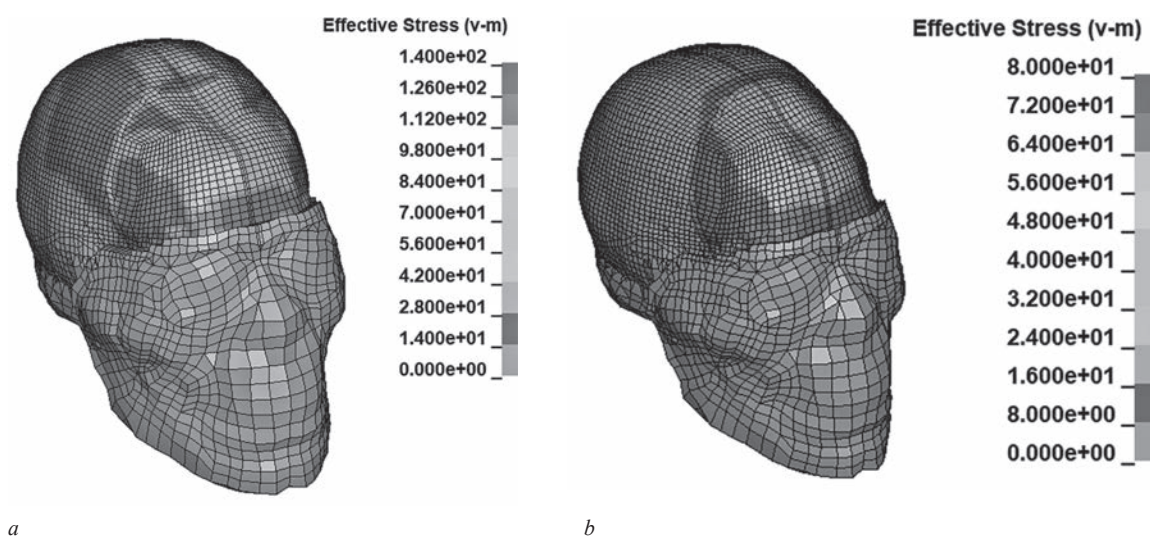 Effective Stress (v-m)
1.400e+02
1.260e+02
1.120e+02
9.800e+01
8.400e+01
7.000e+01
5.600e+01
4.200e+01
2.800e+01
1.400e+01
0.000e+00
a
Effective Stress (v-m)
8.000e+01
7.200e+01
6.400e+01
5.600e+01
4.800e+01
4.000e+01
3.200e+01
2.400e+01
1.600e+01
8.000e+00
0.000e+00
b